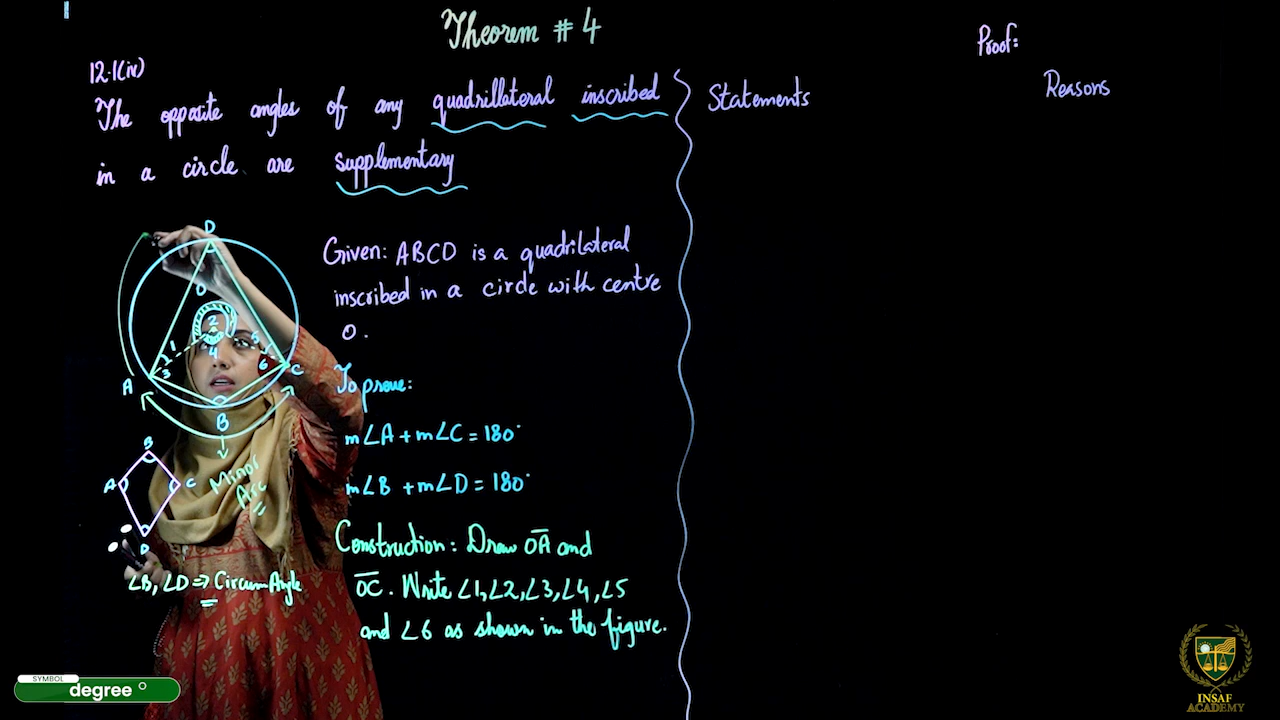 Theorem # 4
12.1(iv)
The opposite angles of any quadrillateral inscribed
in a circle are supplementary
Given: ABCD is a quadrilateral
inscribed in a circle with centre
O.
To prove:
m∠A + m∠C = 180°
m∠B + m∠D = 180°
Construction: Draw O̅A̅ and
O̅C̅. Write ∠1, ∠2, ∠3, ∠4, ∠5
and ∠6 as shown in the figure.
D
O
2
1
5
4
3
6
A
C
B
Minor
Arc
B
A
C
D
∠B, ∠D ⇒ Circum Angle
Proof:
Statements
Reasons
SYMBOL
degree °
INSAF
ACADEMY